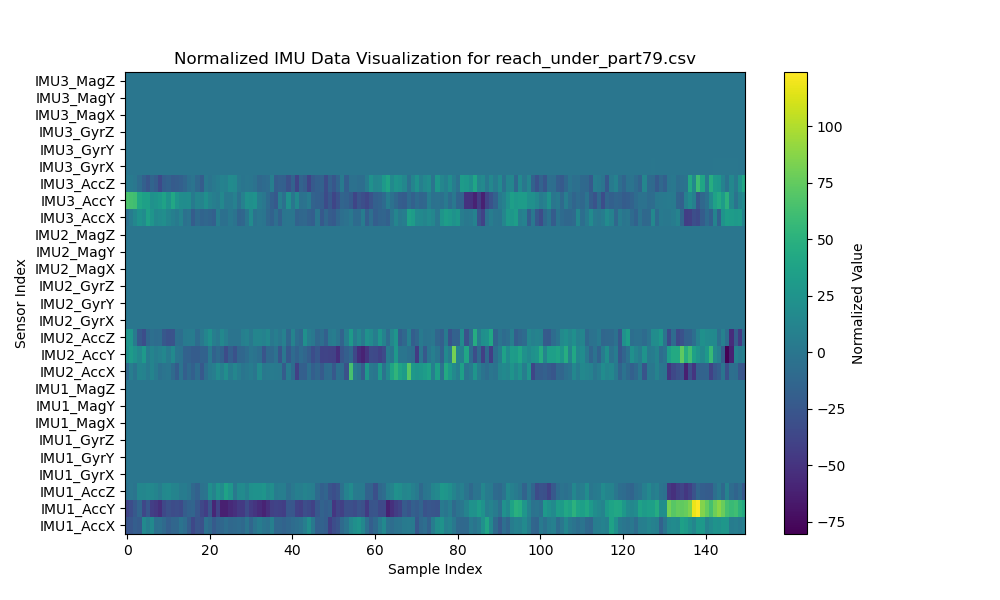 Normalized IMU Data Visualization for reach_under_part79.csv
IMU3_MagZ
IMU3_MagY
IMU3_MagX
IMU3_GyrZ
IMU3_GyrY
IMU3_GyrX
IMU3_AccZ
IMU3_AccY
IMU3_AccX
IMU2_MagZ
IMU2_MagY
IMU2_MagX
IMU2_GyrZ
IMU2_GyrY
IMU2_GyrX
IMU2_AccZ
IMU2_AccY
IMU2_AccX
IMU1_MagZ
IMU1_MagY
IMU1_MagX
IMU1_GyrZ
IMU1_GyrY
IMU1_GyrX
IMU1_AccZ
IMU1_AccY
IMU1_AccX
Sensor Index
0 20 40 60 80 100 120 140
Sample Index
100
75
50
25
0
−25
−50
−75
Normalized Value